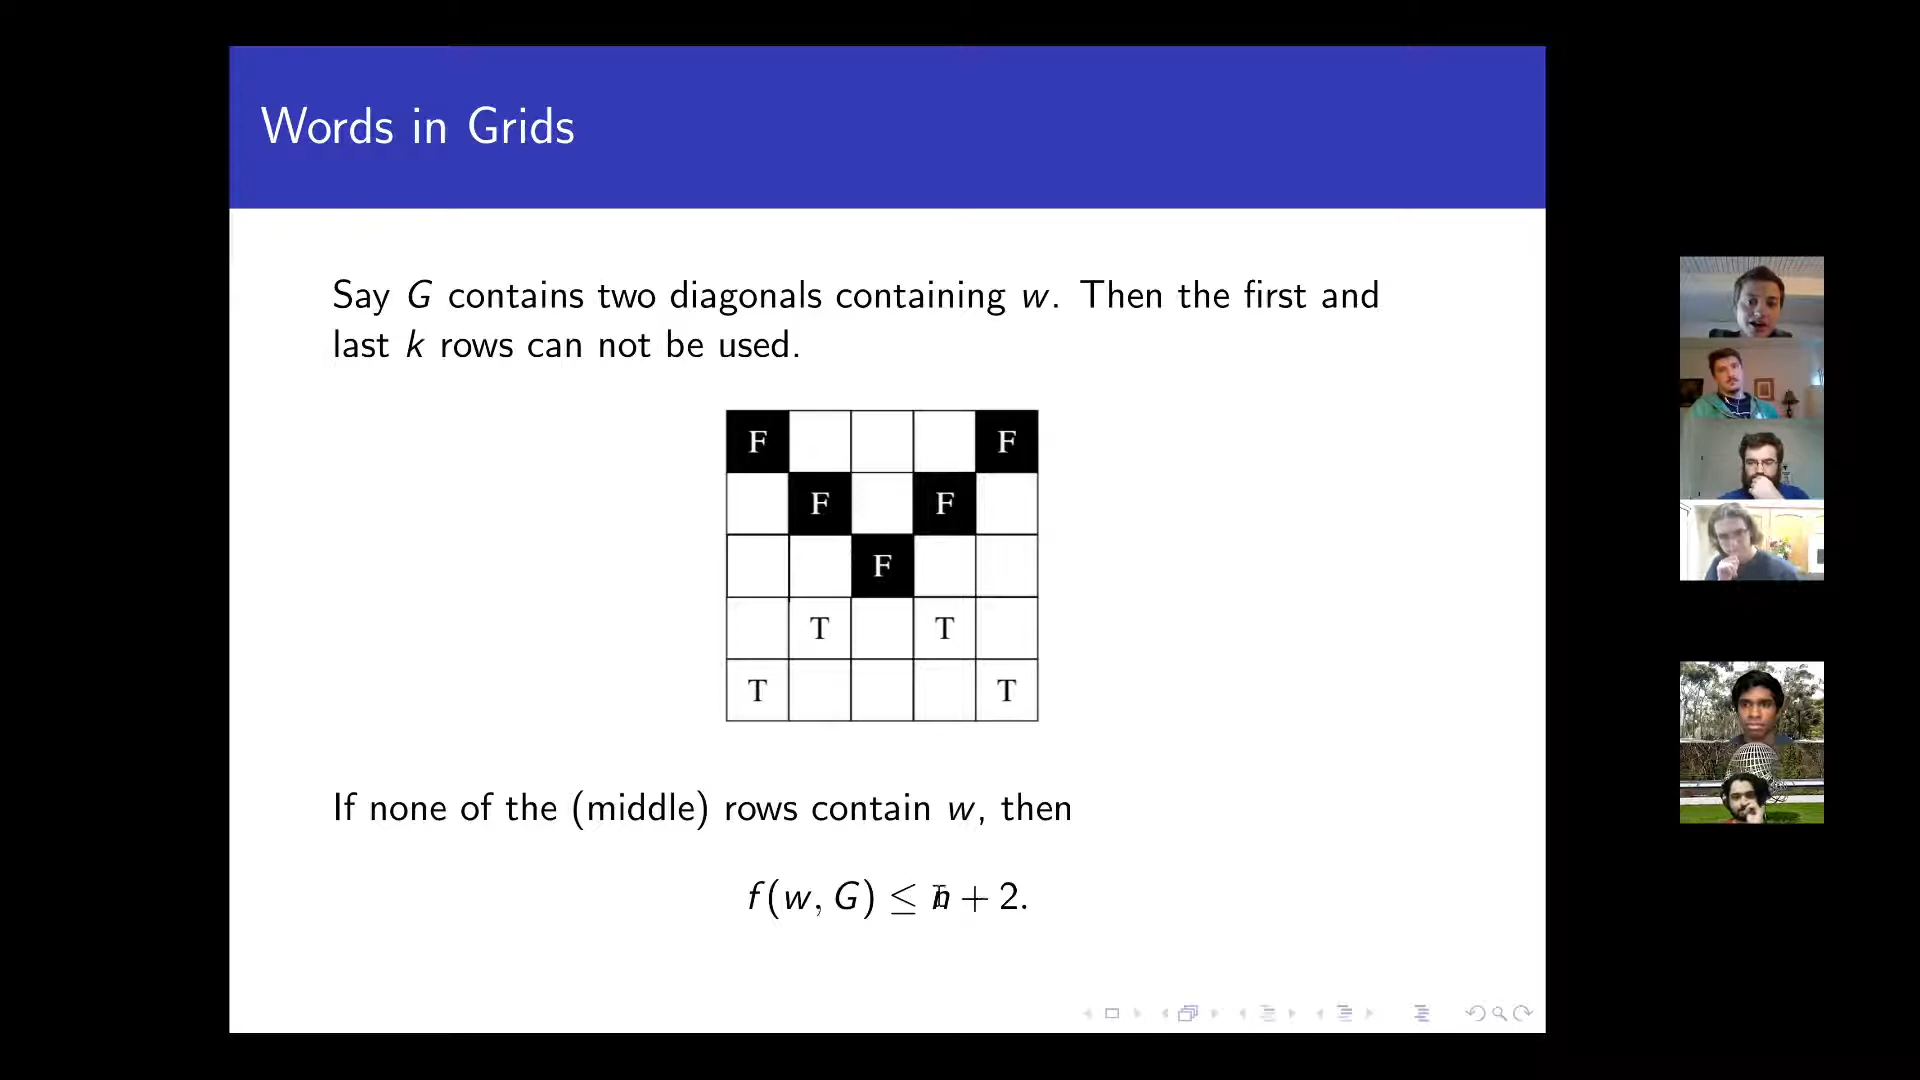 Words in Grids
Say G contains two diagonals containing w. Then the first and
last k rows can not be used.
F F
F F
F
T T
T T
If none of the (middle) rows contain w, then
f(w, G) ≤ n + 2.